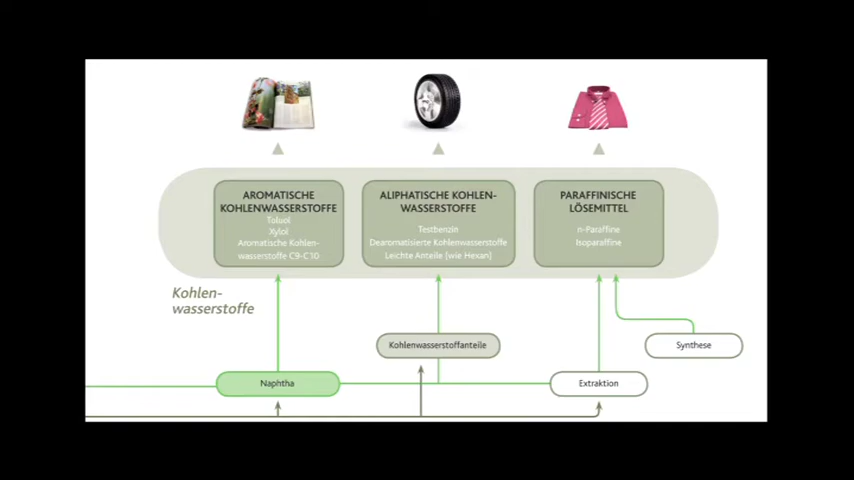 AROMATISCHE
KOHLENWASSERSTOFFE
Toluol
Xylol
Aromatische Kohlen-
wasserstoffe C9-C10
ALIPHATISCHE KOHLEN-
WASSERSTOFFE
Testbenzin
Dearomatisierte Kohlenwasserstoffe
Leichte Anteile (wie Hexan)
PARAFFINISCHE
LÖSEMITTEL
n-Paraffine
Isoparaffine
Kohlen-
wasserstoffe
Kohlenwasserstoffanteile
Synthese
Naphtha
Extraktion